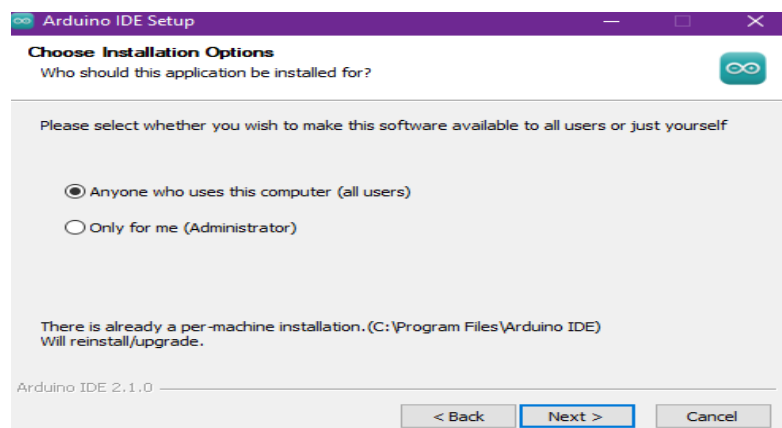 Arduino IDE Setup
Choose Installation Options
Who should this application be installed for?
Please select whether you wish to make this software available to all users or just yourself
Anyone who uses this computer (all users)
Only for me (Administrator)
There is already a per-machine installation.(C:\Program Files\Arduino IDE)
Will reinstall/upgrade.
Arduino IDE 2.1.0
< Back Next > Cancel